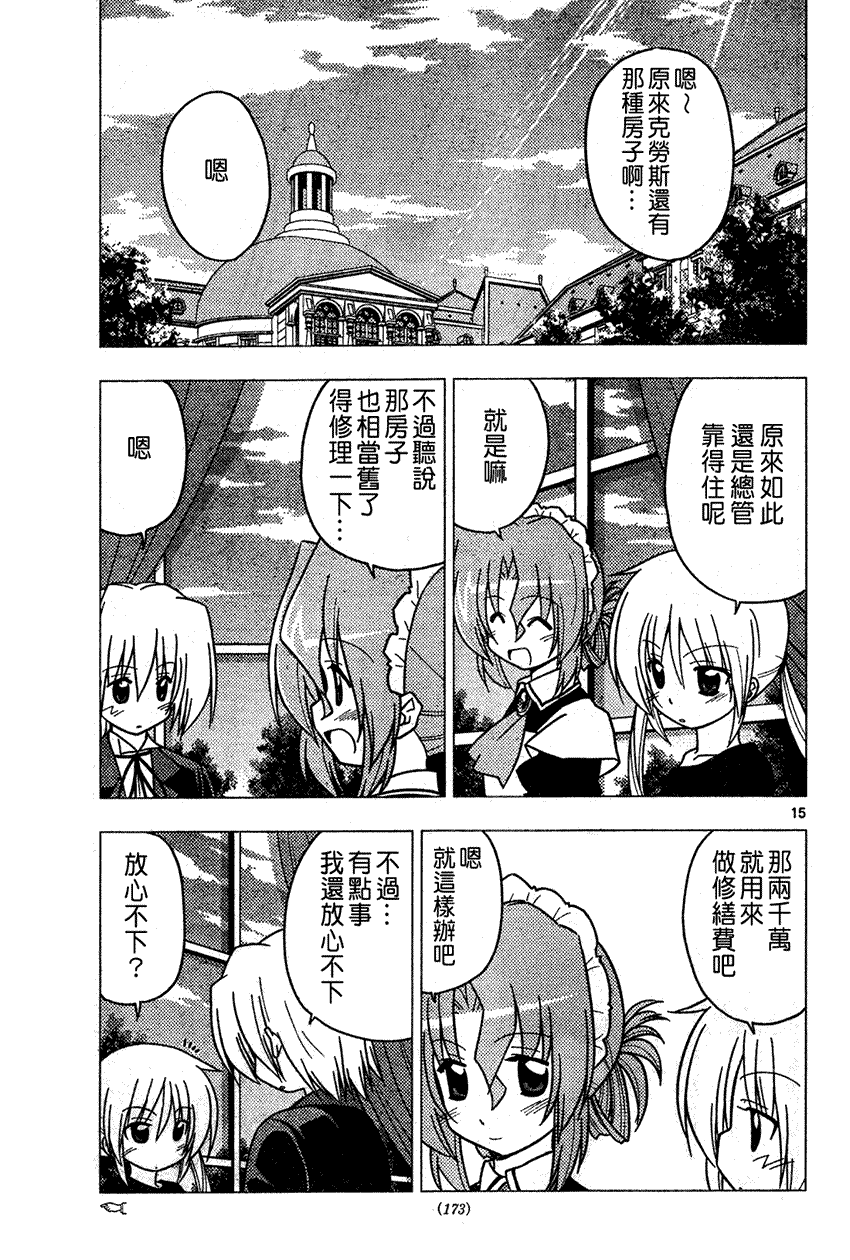 嗯～
原來克勞斯還有
那種房子啊…
嗯
原來如此
還是總管
靠得住呢
就是嘛
不過聽說
那房子
也相當舊了
得修理一下…
嗯
15
那兩千萬
就用來
做修繕費吧
嗯
就這樣辦吧
不過…
有點事
我還放心不下
放心不下？
(173)